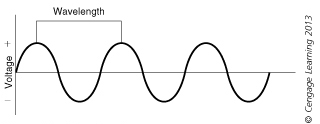 Wavelength
+
Voltage
−
© Cengage Learning 2013